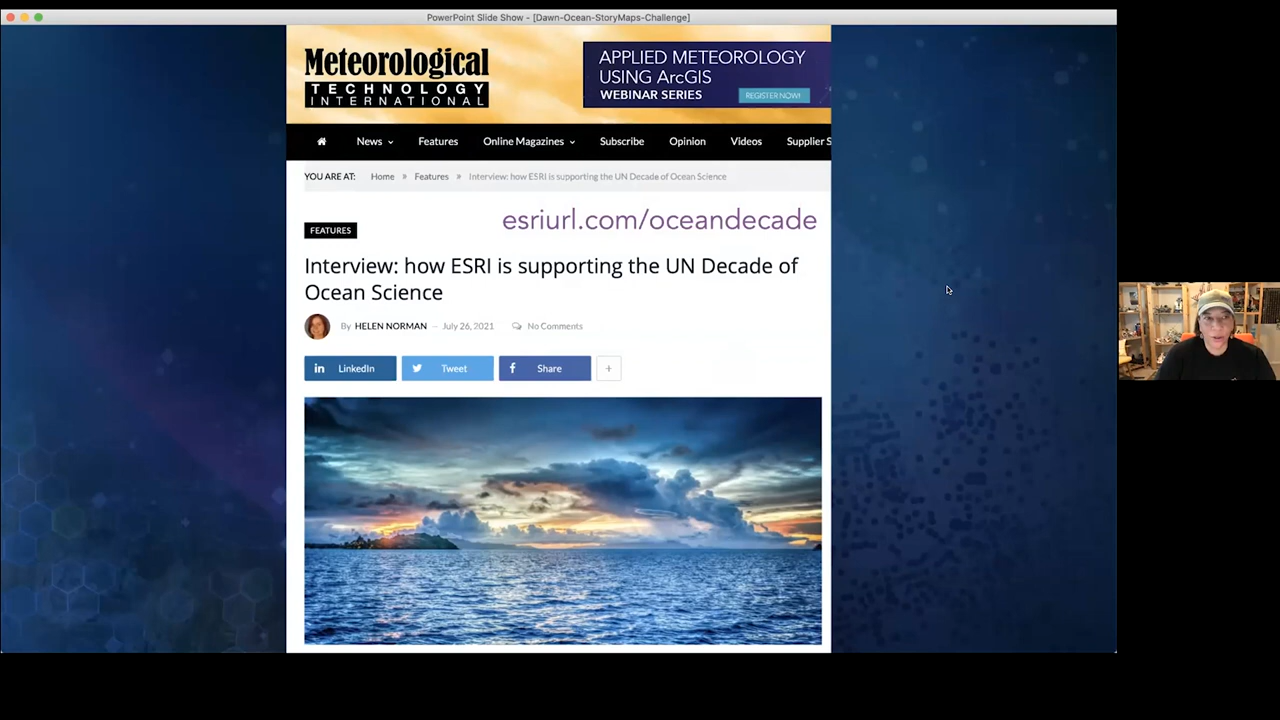 PowerPoint Slide Show - [Dawn-Ocean-StoryMaps-Challenge]
Meteorological
TECHNOLOGY
INTERNATIONAL
APPLIED METEOROLOGY
USING ArcGIS
WEBINAR SERIES
REGISTER NOW!
News Features Online Magazines Subscribe Opinion Videos Supplier S
YOU ARE AT: Home » Features » Interview: how ESRI is supporting the UN Decade of Ocean Science
esriurl.com/oceandecade
FEATURES
Interview: how ESRI is supporting the UN Decade of
Ocean Science
By HELEN NORMAN – July 26, 2021 No Comments
in LinkedIn Tweet f Share +